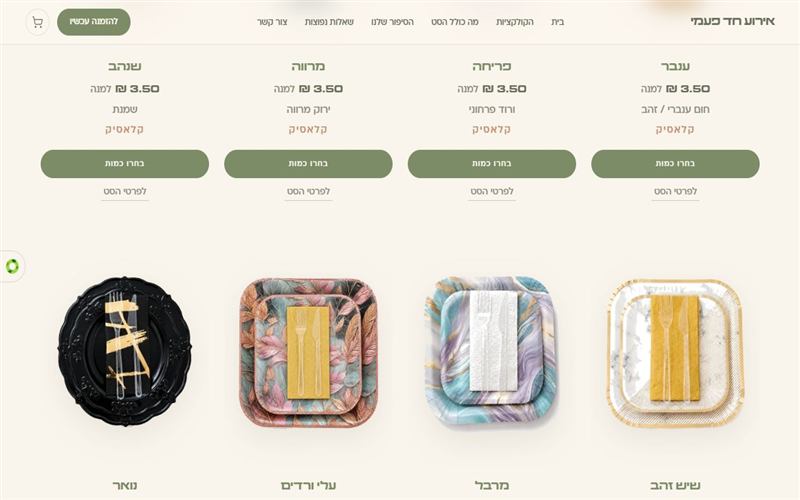 אירוע חד פעמי
בית הקולקציות מה כולל הסט הסיפור שלנו שאלות נפוצות צור קשר
להזמנה עכשיו
ענבר פריחה מרווה שנהב
3.50 ₪ למנה 3.50 ₪ למנה 3.50 ₪ למנה 3.50 ₪ למנה
חום ענברי / זהב ורוד פרחוני ירוק מרווה שמנת
קלאסיק קלאסיק קלאסיק קלאסיק
בחרו כמות בחרו כמות בחרו כמות בחרו כמות
לפרטי הסט לפרטי הסט לפרטי הסט לפרטי הסט
שיש זהב מרבל עלי ורדים נואר